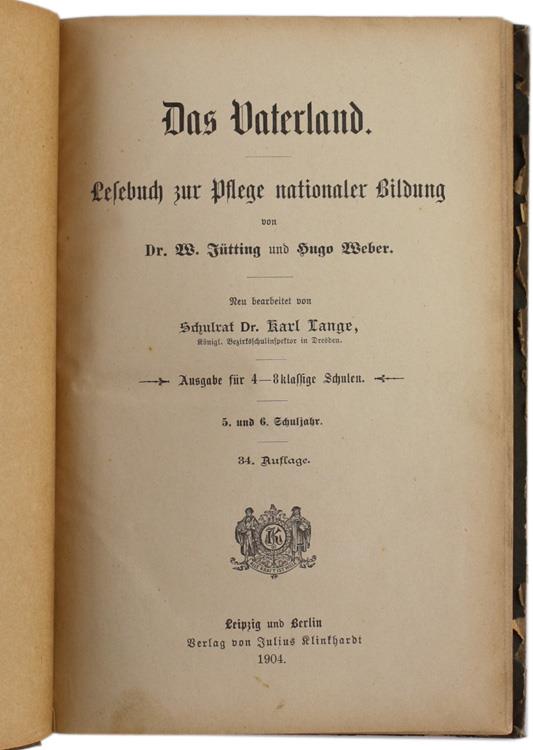 Das Vaterland.
Lesebuch zur Pflege nationaler Bildung
von
Dr. W. Jütting und Hugo Weber.
Neu bearbeitet von
Schulrat Dr. Karl Lange,
Königl. Bezirksschulinspektor in Dresden.
Ausgabe für 4—8klassige Schulen.
5. und 6. Schuljahr.
34. Auflage.
K
Leipzig und Berlin
Verlag von Julius Klinkhardt
1904.